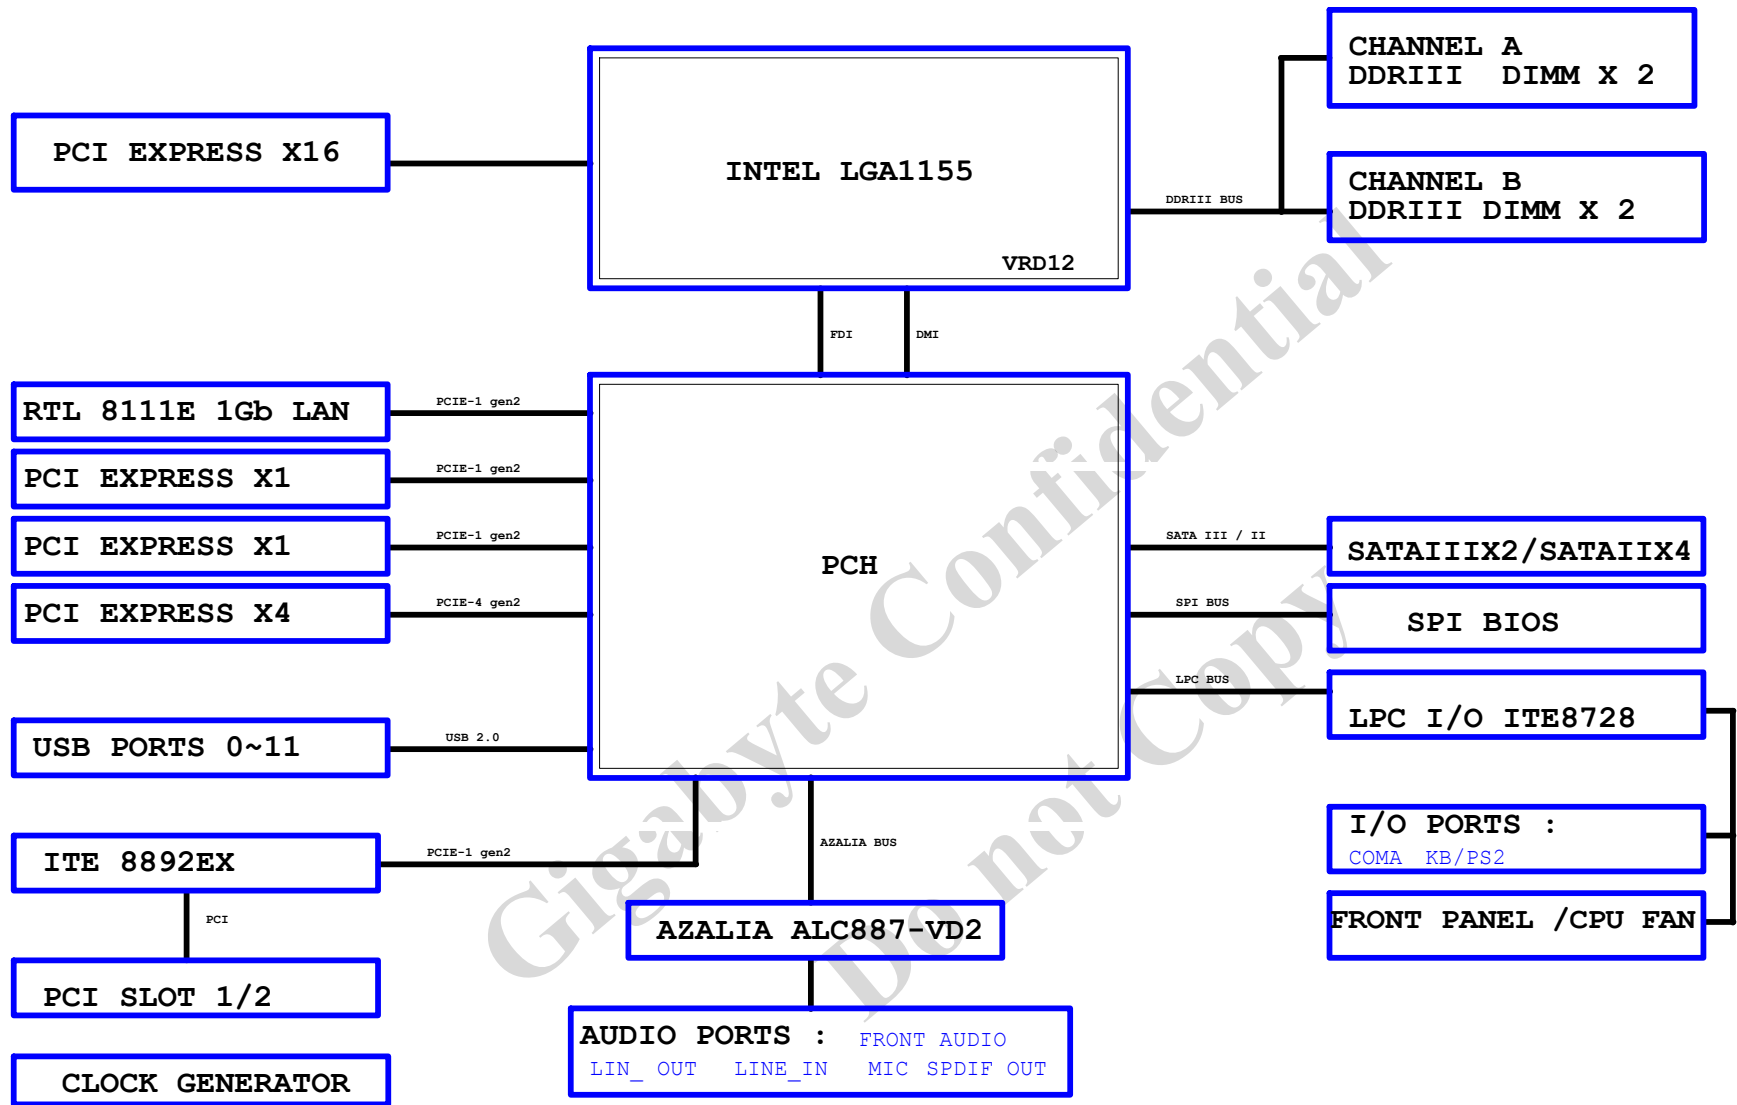 CHANNEL A
DDRIII DIMM X 2
PCI EXPRESS X16
INTEL LGA1155
VRD12
DDRIII BUS
CHANNEL B
DDRIII DIMM X 2
FDI
DMI
RTL 8111E 1Gb LAN
PCIE-1 gen2
PCI EXPRESS X1
PCIE-1 gen2
PCI EXPRESS X1
PCIE-1 gen2
PCI EXPRESS X4
PCIE-4 gen2
PCH
SATA III / II
SATAIIIX2/SATAIIX4
SPI BUS
SPI BIOS
LPC BUS
LPC I/O ITE8728
USB PORTS 0~11
USB 2.0
I/O PORTS :
COMA KB/PS2
FRONT PANEL /CPU FAN
ITE 8892EX
PCIE-1 gen2
AZALIA BUS
PCI
AZALIA ALC887-VD2
PCI SLOT 1/2
AUDIO PORTS : FRONT AUDIO
LIN_ OUT LINE_IN MIC SPDIF OUT
CLOCK GENERATOR
Gigabyte Confidential
Do not Copy